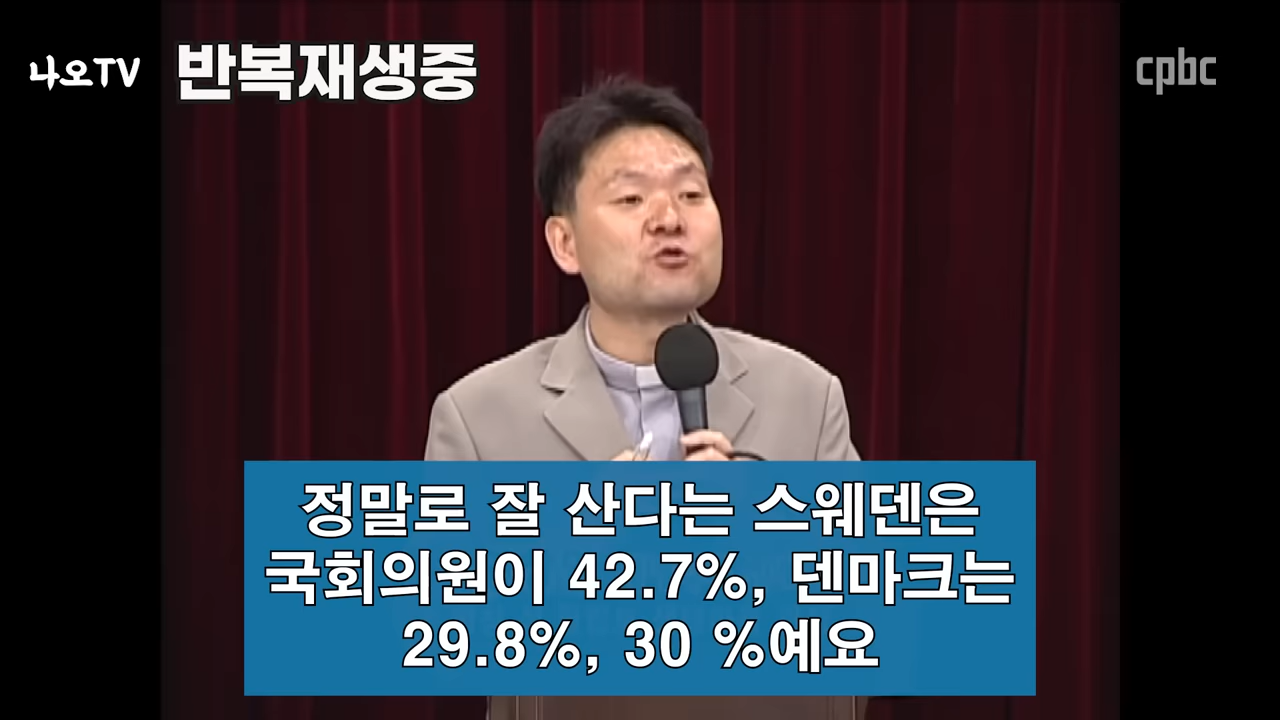 나오TV 반복재생중
cpbc
정말로 잘 산다는 스웨덴은
국회의원이 42.7%, 덴마크는
29.8%, 30 %예요